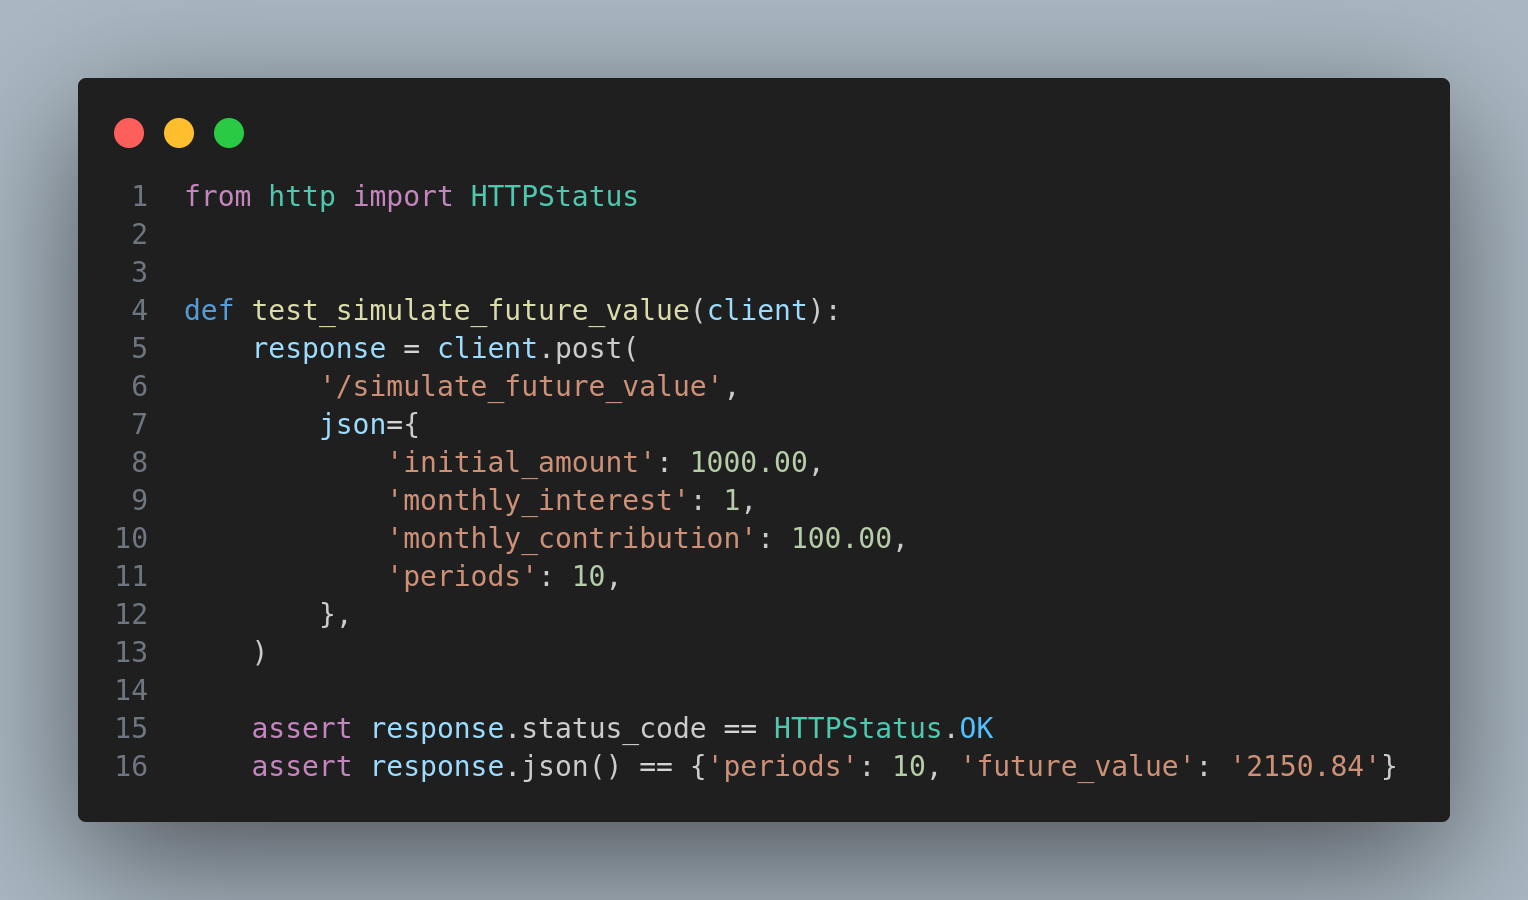 1 from http import HTTPStatus
2
3
4 def test_simulate_future_value(client):
5     response = client.post(
6         '/simulate_future_value',
7         json={
8             'initial_amount': 1000.00,
9             'monthly_interest': 1,
10             'monthly_contribution': 100.00,
11             'periods': 10,
12         },
13     )
14
15     assert response.status_code == HTTPStatus.OK
16     assert response.json() == {'periods': 10, 'future_value': '2150.84'}